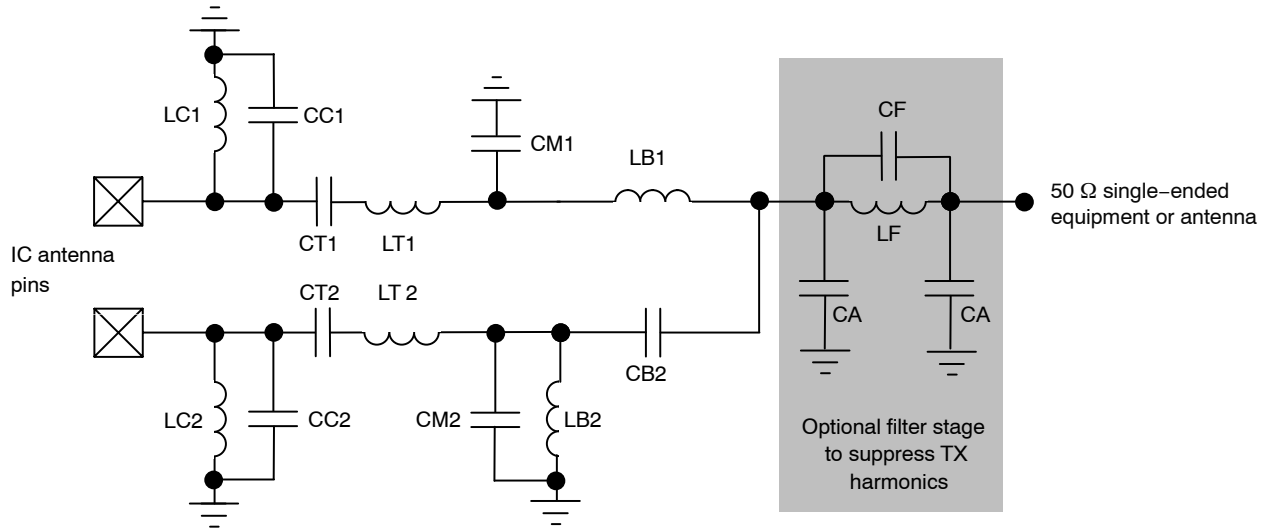 LC1
CC1
CM1
LB1
CF
50 Ω single−ended
equipment or antenna
CT1
LT1
LF
IC antenna
pins
CT2
LT 2
CA
CA
CB2
LC2
CC2
CM2
LB2
Optional filter stage
to suppress TX
harmonics